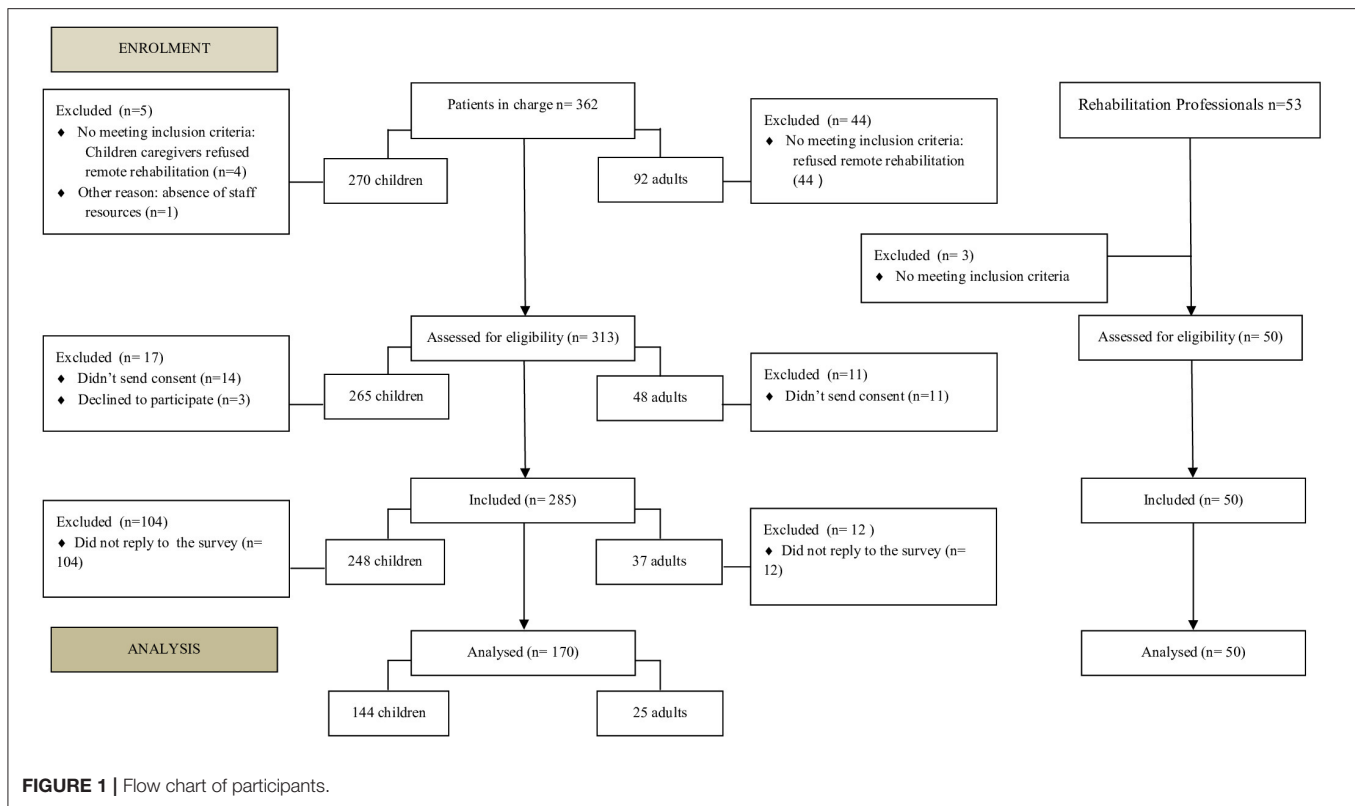 ENROLMENT
Patients in charge n= 362
Rehabilitation Professionals n=53
Excluded (n=5)
♦ No meeting inclusion criteria:
Children caregivers refused
remote rehabilitation (n=4)
♦ Other reason: absence of staff
resources (n=1)
270 children
92 adults
Excluded (n= 44)
♦ No meeting inclusion criteria:
refused remote rehabilitation
(44 )
Excluded (n= 3)
♦ No meeting inclusion criteria
Assessed for eligibility (n= 313)
Assessed for eligibility (n= 50)
Excluded (n= 17)
♦ Didn't send consent (n=14)
♦ Declined to participate (n=3)
265 children
48 adults
Excluded (n=11)
♦ Didn't send consent (n=11)
Included (n= 285)
Included (n= 50)
Excluded (n=104)
♦ Did not reply to the survey (n=
104)
248 children
37 adults
Excluded (n= 12 )
♦ Did not reply to the survey (n=
12)
ANALYSIS
Analysed (n= 170)
Analysed (n= 50)
144 children
25 adults
FIGURE 1 | Flow chart of participants.